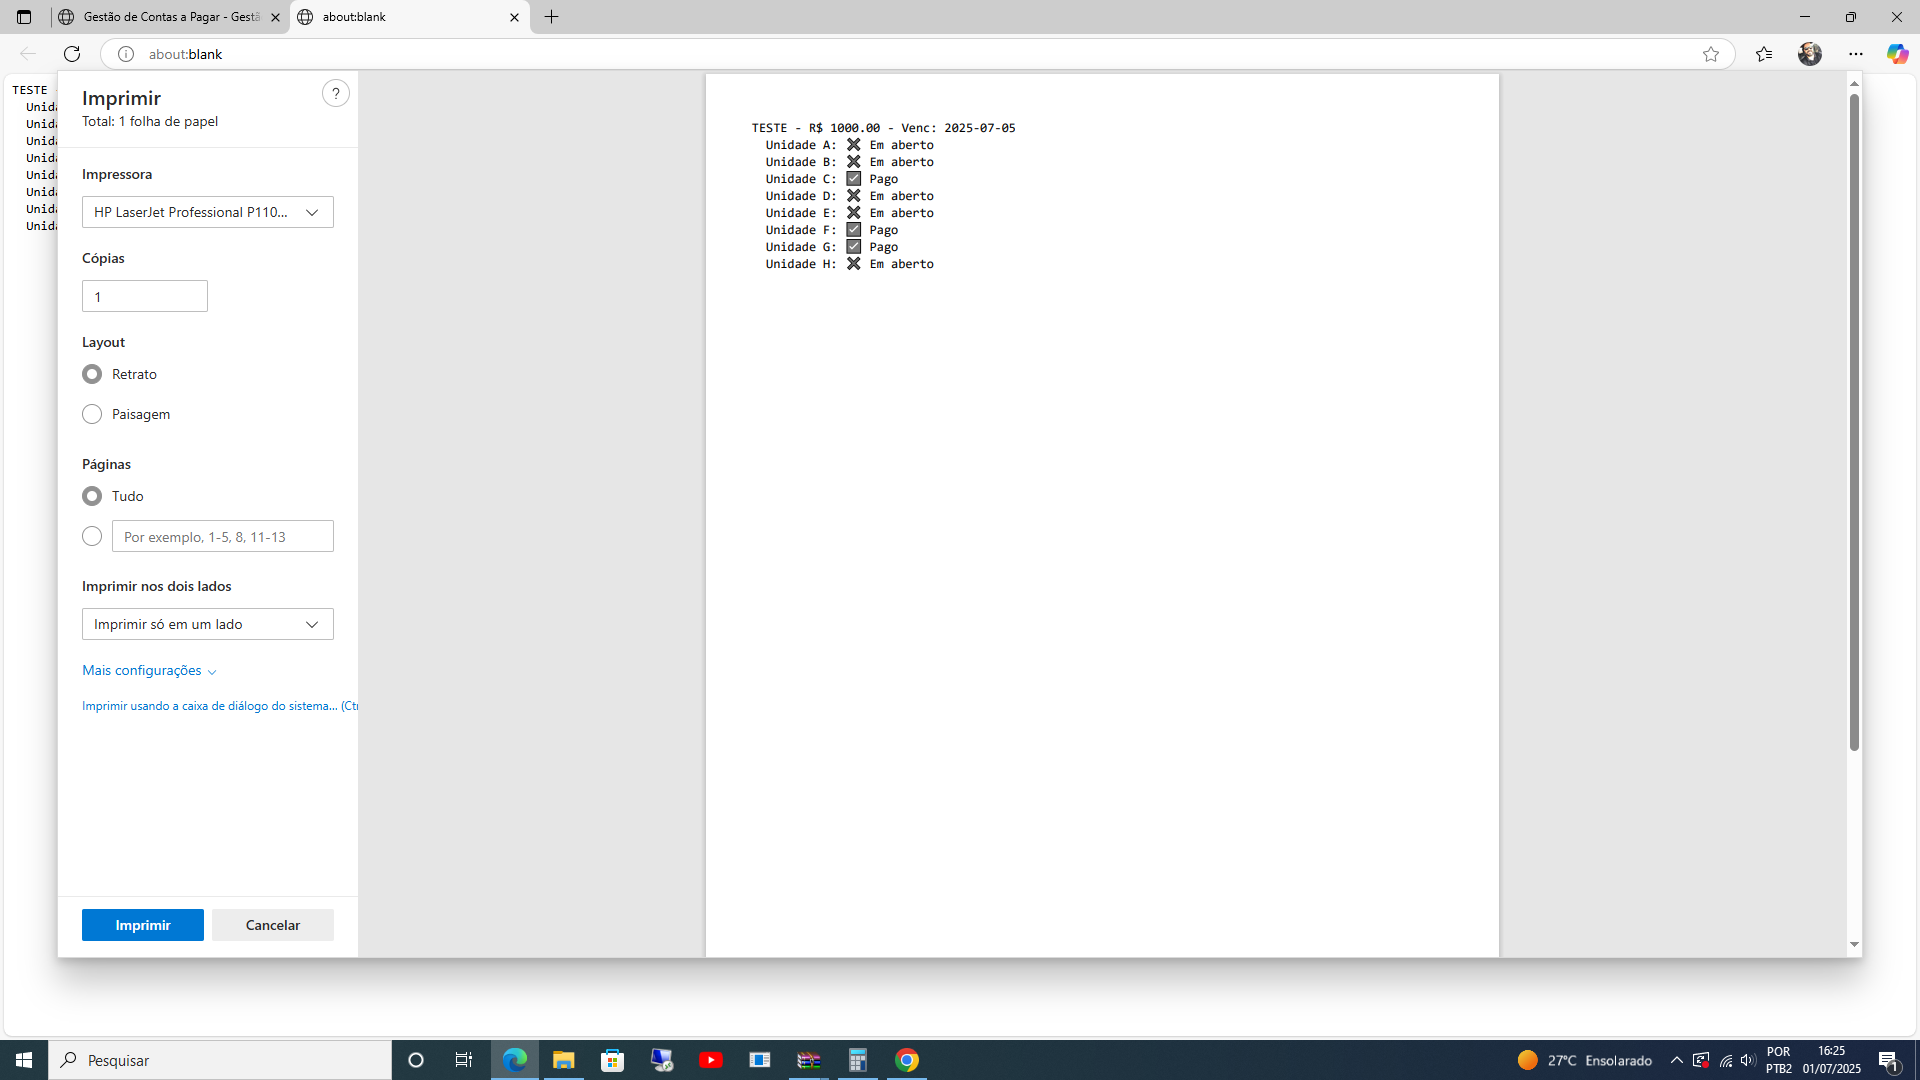 Gestão de Contas a Pagar - Gestã
about:blank
about:blank
TESTE
Unida
Unida
Unida
Unida
Unida
Unida
Unida
Unida
Imprimir
?
Total: 1 folha de papel
Impressora
HP LaserJet Professional P110...
Cópias
1
Layout
Retrato
Paisagem
Páginas
Tudo
Por exemplo, 1-5, 8, 11-13
Imprimir nos dois lados
Imprimir só em um lado
Mais configurações
Imprimir usando a caixa de diálogo do sistema... (Ctr
Imprimir
Cancelar
TESTE - R$ 1000.00 - Venc: 2025-07-05
Unidade A: ❌ Em aberto
Unidade B: ❌ Em aberto
Unidade C: ✅ Pago
Unidade D: ❌ Em aberto
Unidade E: ❌ Em aberto
Unidade F: ✅ Pago
Unidade G: ✅ Pago
Unidade H: ❌ Em aberto
Pesquisar
27°C Ensolarado
POR
PTB2
16:25
01/07/2025
1